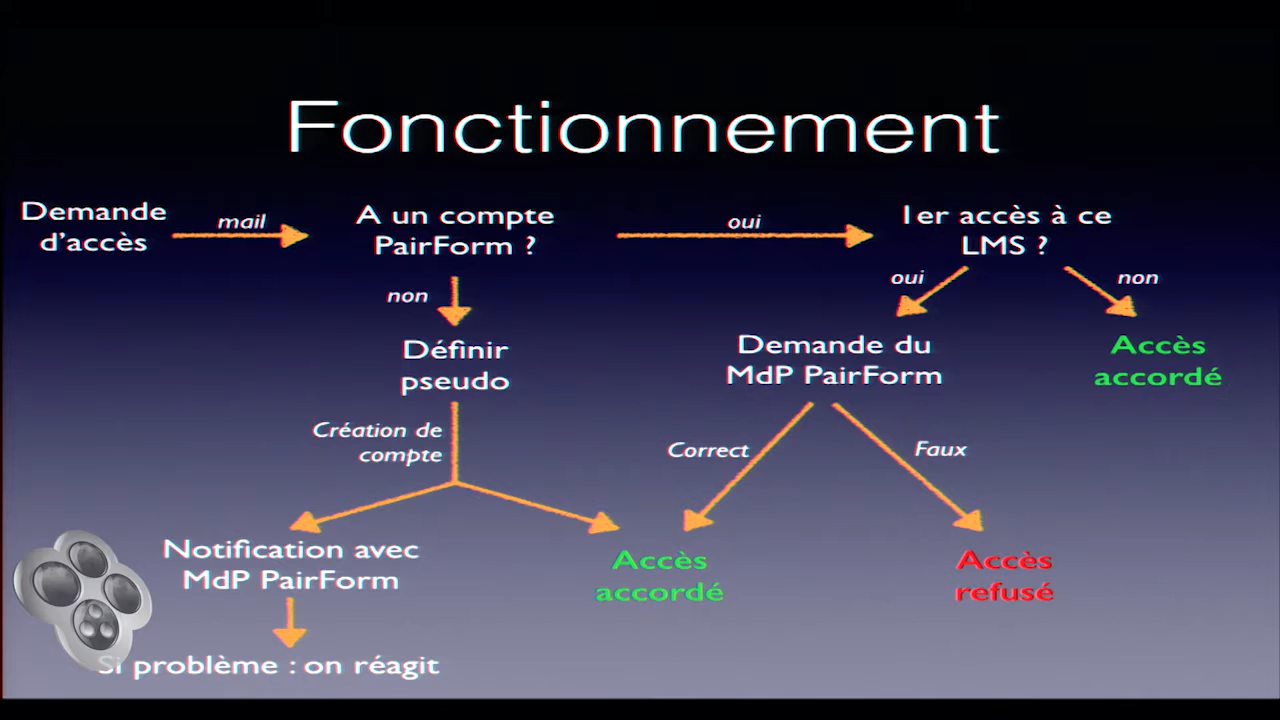 Fonctionnement
Demande
d'accès
mail
A un compte
PairForm ?
oui
1er accès à ce
LMS ?
non
oui
non
Définir
pseudo
Demande du
MdP PairForm
Accès
accordé
Création de
compte
Correct
Faux
Notification avec
MdP PairForm
Accès
accordé
Accès
refusé
Si problème : on réagit